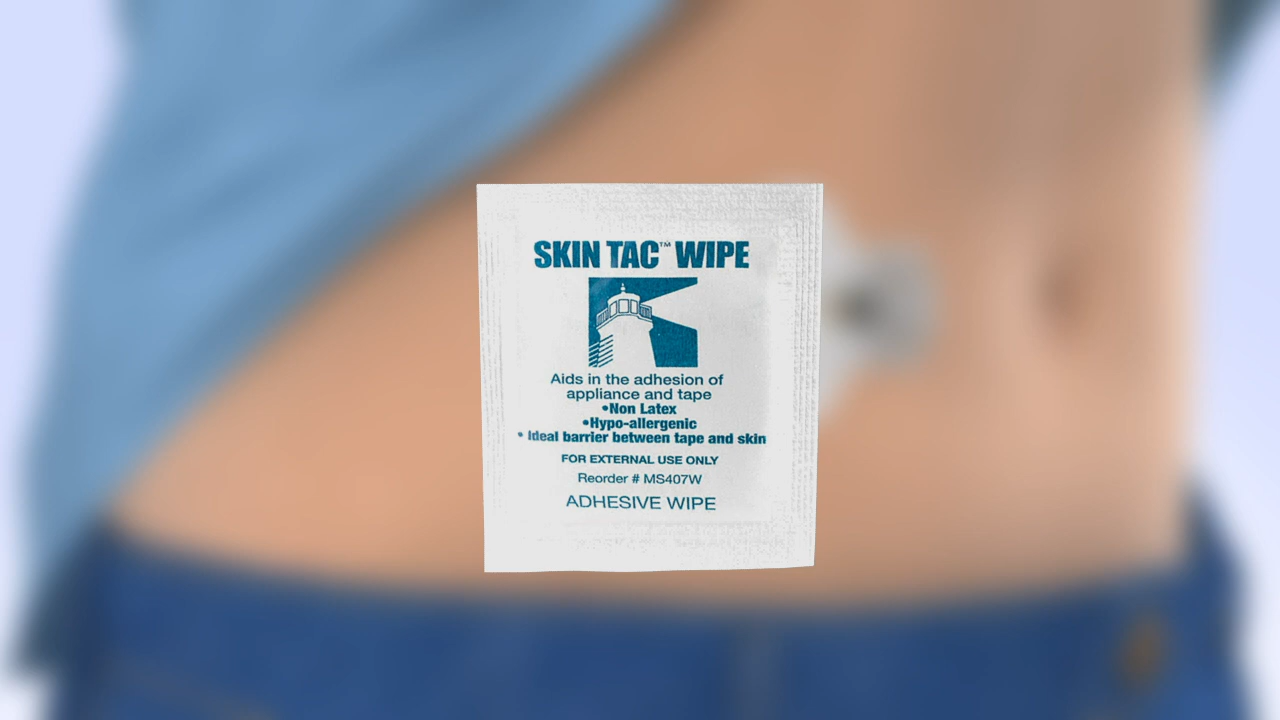 SKIN TAC™ WIPE
Aids in the adhesion of
appliance and tape
•Non Latex
•Hypo-allergenic
• Ideal barrier between tape and skin
FOR EXTERNAL USE ONLY
Reorder # MS407W
ADHESIVE WIPE